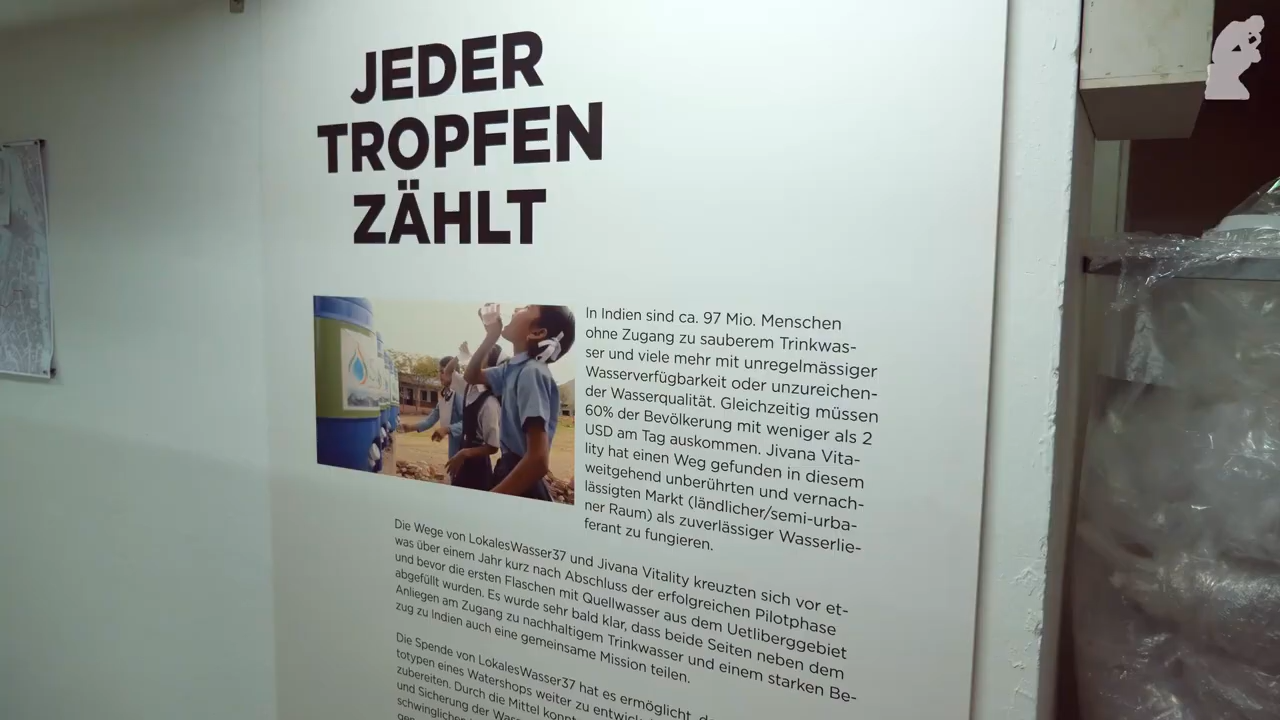 JEDER
TROPFEN
ZÄHLT
In Indien sind ca. 97 Mio. Menschen
ohne Zugang zu sauberem Trinkwas-
ser und viele mehr mit unregelmässiger
Wasserverfügbarkeit oder unzureichen-
der Wasserqualität. Gleichzeitig müssen
60% der Bevölkerung mit weniger als 2
USD am Tag auskommen. Jivana Vita-
lity hat einen Weg gefunden in diesem
weitgehend unberührten und vernach-
lässigten Markt (ländlicher/semi-urba-
ner Raum) als zuverlässiger Wasserlie-
ferant zu fungieren.
Die Wege von LokalesWasser37 und Jivana Vitality kreuzten sich vor et-
was über einem Jahr kurz nach Abschluss der erfolgreichen Pilotphase
und bevor die ersten Flaschen mit Quellwasser aus dem Uetliberggebiet
abgefüllt wurden. Es wurde sehr bald klar, dass beide Seiten neben dem
Anliegen am Zugang zu nachhaltigem Trinkwasser und einem starken Be-
zug zu Indien auch eine gemeinsame Mission teilen.
Die Spende von LokalesWasser37 hat es ermöglicht,
totypen eines Watershops weiter zu
zubereiten. Durch die Mittel
und Sicherung der